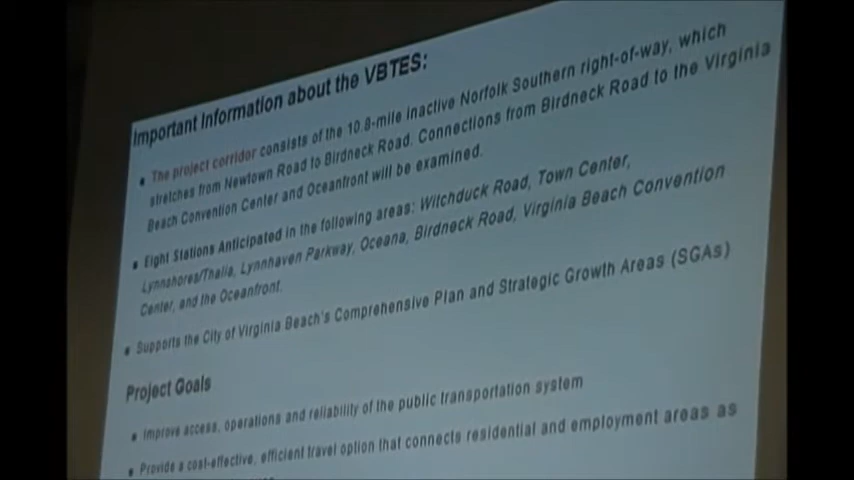 Important Information about the VBTES:
• The project corridor consists of the 10.8-mile inactive Norfolk Southern right-of-way, which
stretches from Newtown Road to Birdneck Road. Connections from Birdneck Road to the Virginia
Beach Convention Center and Oceanfront will be examined.
• Eight Stations Anticipated in the following areas: Witchduck Road, Town Center,
Lynnshores/Thalia, Lynnhaven Parkway, Oceana, Birdneck Road, Virginia Beach Convention
Center, and the Oceanfront.
• Supports the City of Virginia Beach's Comprehensive Plan and Strategic Growth Areas (SGAs)
Project Goals
• Improve access, operations and reliability of the public transportation system
• Provide a cost-effective, efficient travel option that connects residential and employment areas as